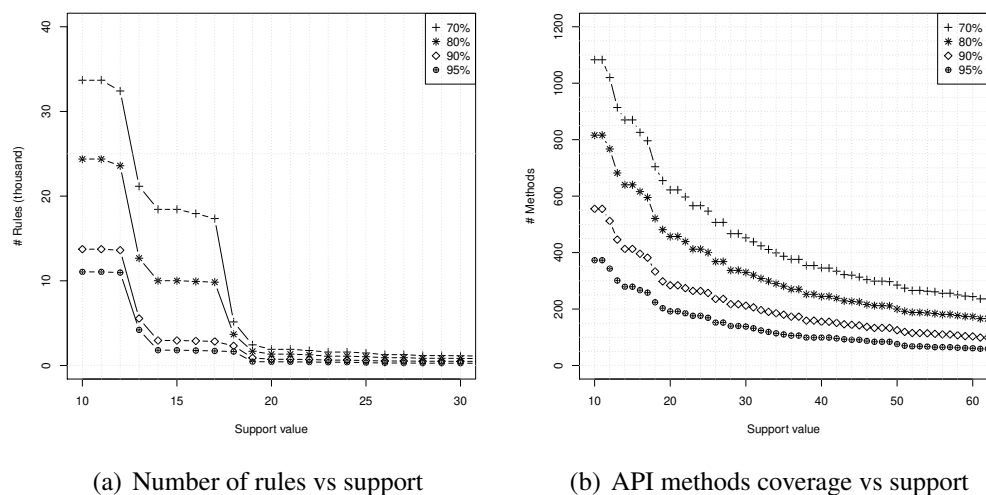 70%
80%
90%
95%
# Rules (thousand)
40
30
20
10
0
10 15 20 25 30
Support value
(a) Number of rules vs support
70%
80%
90%
95%
# Methods
1200
1000
800
600
400
200
0
10 20 30 40 50 60
Support value
(b) API methods coverage vs support